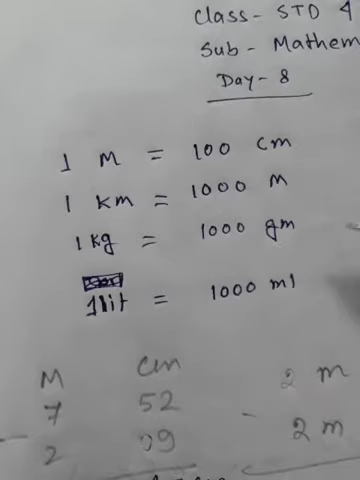 Class - STD 4
Sub - Mathem
Day - 8
1 M = 100 cm
1 km = 1000 M
1 kg = 1000 gm
1lit = 1000 ml
M cm
7 52 2 m
- 2 09 - 2 m